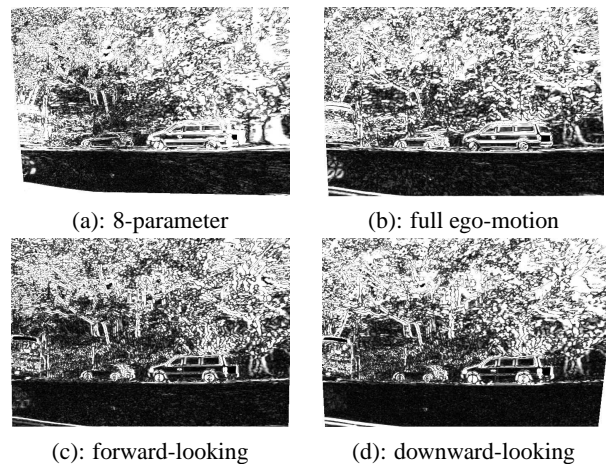 (a): 8-parameter
(b): full ego-motion
(c): forward-looking
(d): downward-looking